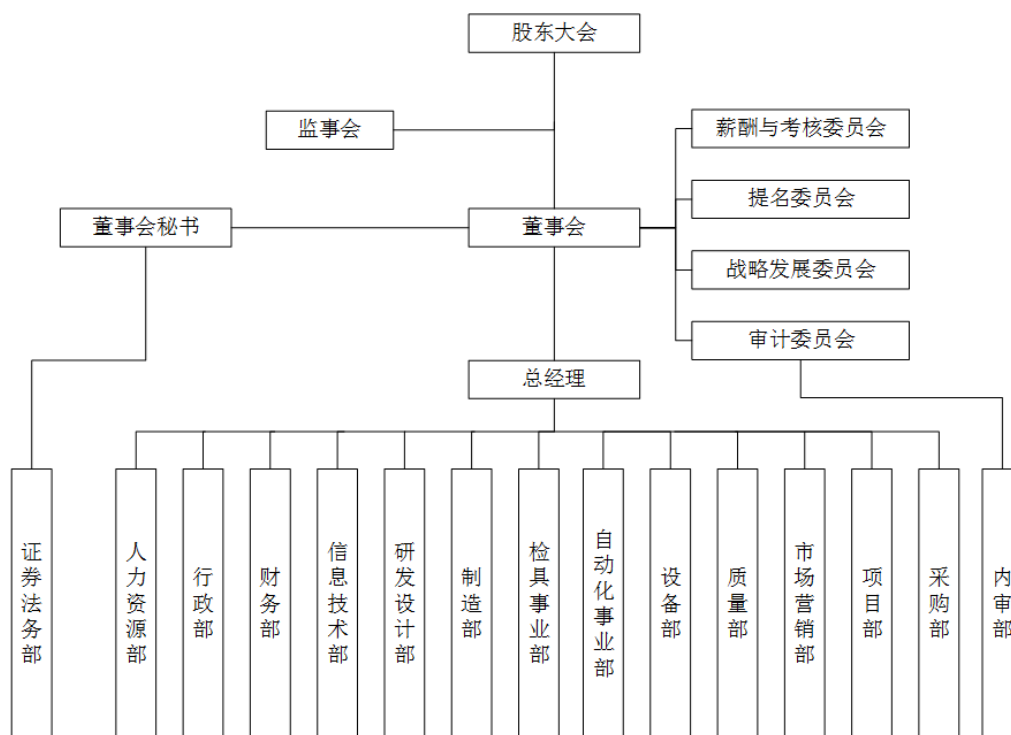 股东大会
监事会
薪酬与考核委员会
提名委员会
董事会秘书
董事会
战略发展委员会
审计委员会
总经理
证券法务部
人力资源部
行政部
财务部
信息技术部
研发设计部
制造部
检具事业部
自动化事业部
设备部
质量部
市场营销部
项目部
采购部
内审部